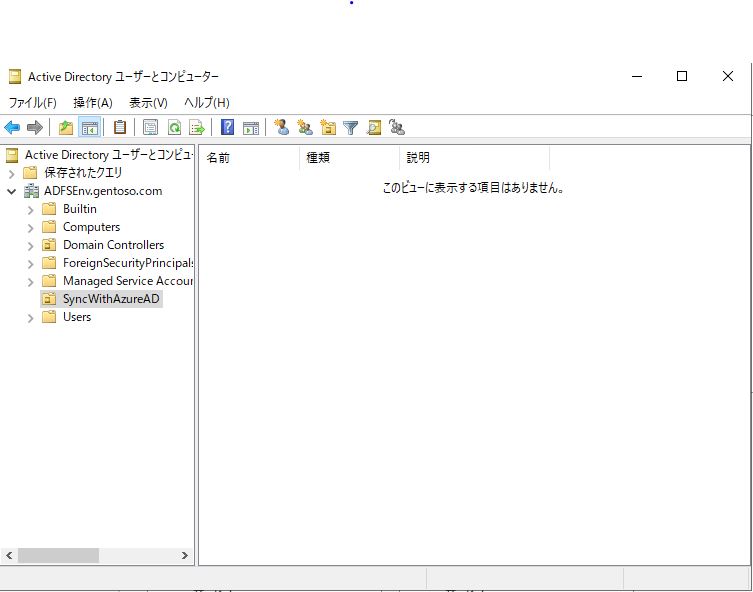 Active Directory ユーザーとコンピューター
ファイル(F) 操作(A) 表示(V) ヘルプ(H)
Active Directory ユーザーとコンピュ
名前 種類 説明
保存されたクエリ
このビューに表示する項目はありません。
ADFSEnv.gentoso.com
Builtin
Computers
Domain Controllers
ForeignSecurityPrincipals
Managed Service Accour
SyncWithAzureAD
Users